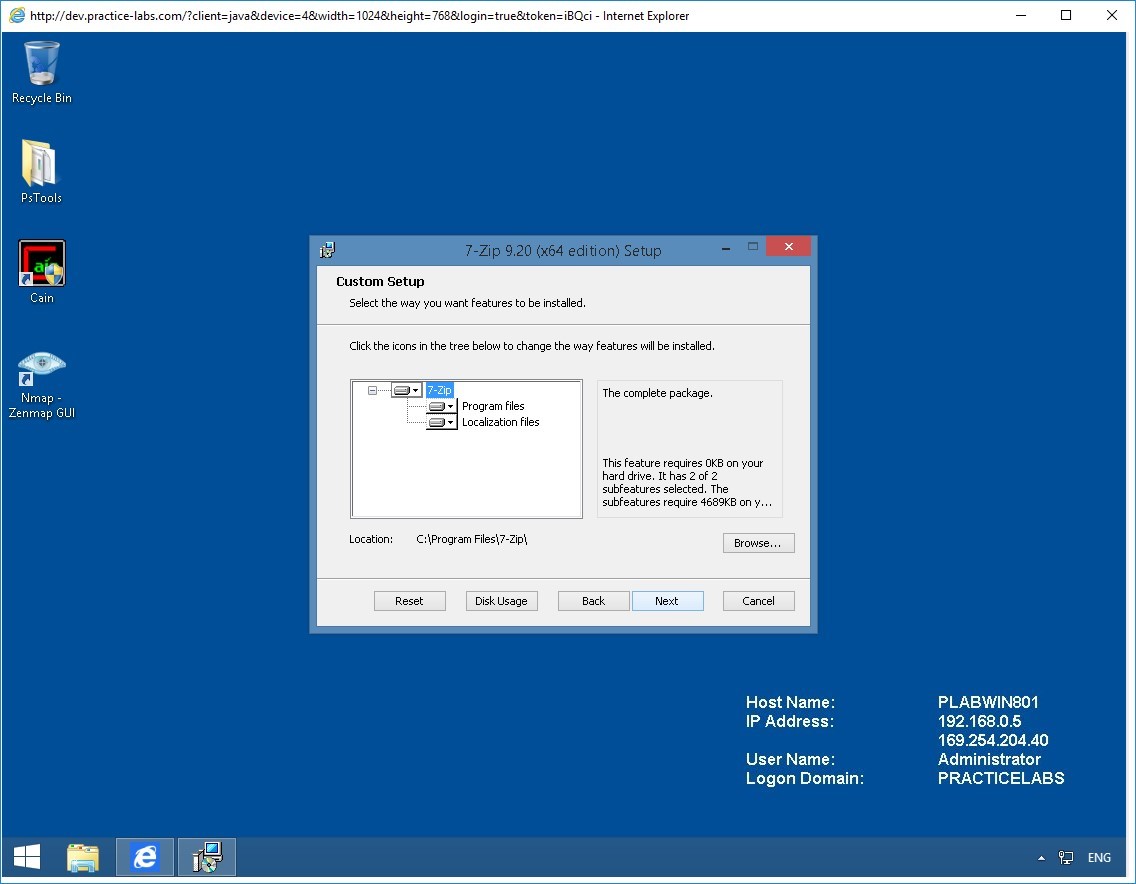 http://dev.practice-labs.com/?client=java&device=4&width=1024&height=768&login=true&token=iBQci - Internet Explorer
Recycle Bin
PsTools
Cain
Nmap -
Zenmap GUI
7-Zip 9.20 (x64 edition) Setup
Custom Setup
Select the way you want features to be installed.
Click the icons in the tree below to change the way features will be installed.
7-Zip
Program files
Localization files
The complete package.
This feature requires 0KB on your
hard drive. It has 2 of 2
subfeatures selected. The
subfeatures require 4689KB on y...
Location: C:\Program Files\7-Zip\
Browse...
Reset Disk Usage Back Next Cancel
Host Name: PLABWIN801
IP Address: 192.168.0.5
169.254.204.40
User Name: Administrator
Logon Domain: PRACTICELABS
ENG